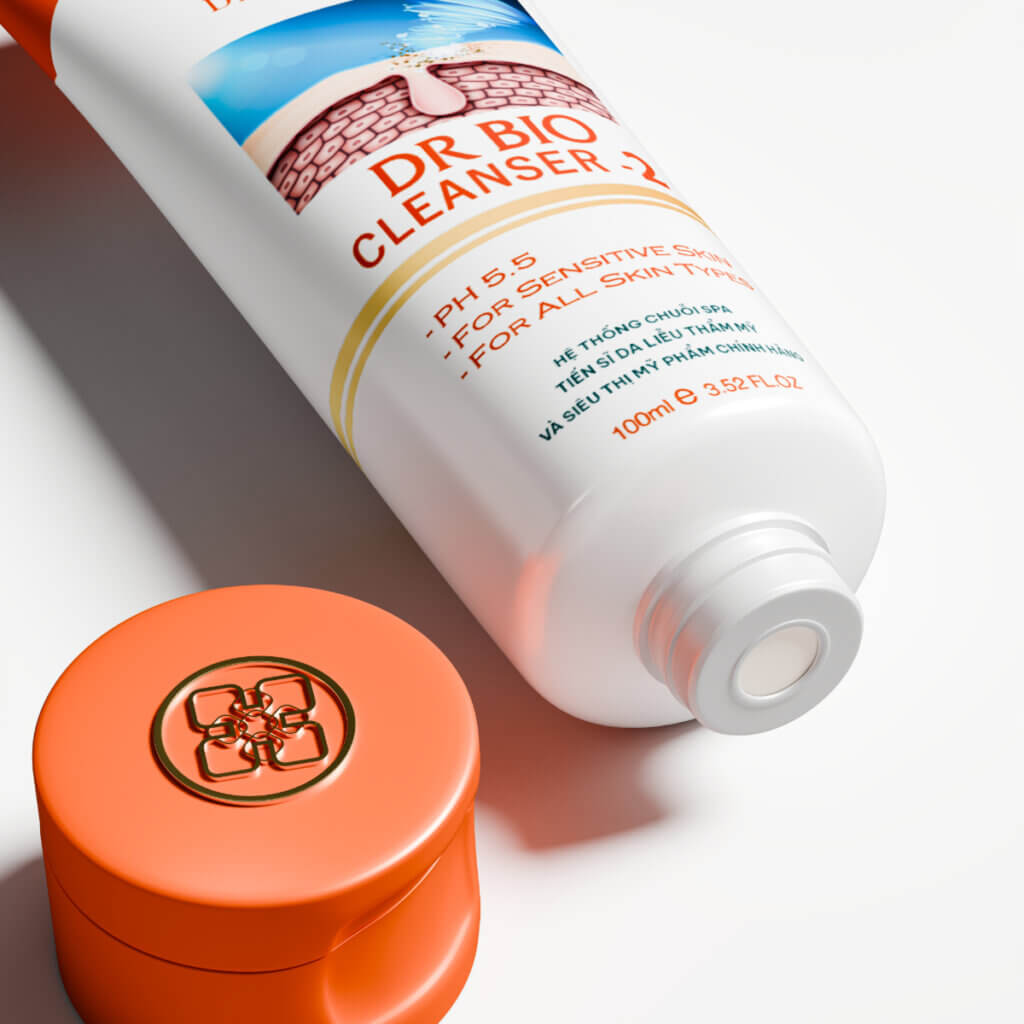 DR BIO
CLEANSER -2
- PH 5.5
- FOR SENSITIVE SKIN
- FOR ALL SKIN TYPES
HỆ THỐNG CHUỖI SPA
TIẾN SĨ DA LIỄU THẨM MỸ
VÀ SIÊU THỊ MỸ PHẨM CHÍNH HÃNG
100ml ℮ 3.52 FL.OZ